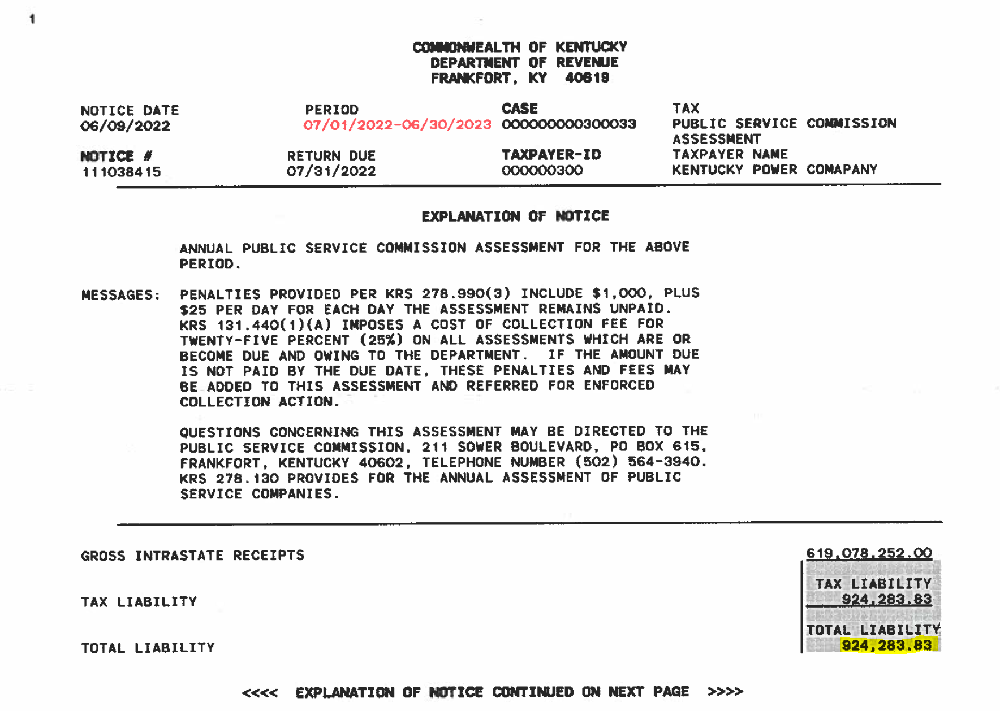 1
COMMONWEALTH OF KENTUCKY
DEPARTMENT OF REVENUE
FRANKFORT, KY 40619
NOTICE DATE PERIOD CASE TAX
06/09/2022 07/01/2022-06/30/2023 0000000000300033 PUBLIC SERVICE COMMISSION
ASSESSMENT
NOTICE # RETURN DUE TAXPAYER-ID TAXPAYER NAME
111038415 07/31/2022 000000300 KENTUCKY POWER COMAPANY
EXPLANATION OF NOTICE
ANNUAL PUBLIC SERVICE COMMISSION ASSESSMENT FOR THE ABOVE
PERIOD.
MESSAGES: PENALTIES PROVIDED PER KRS 278.990(3) INCLUDE $1,000, PLUS
$25 PER DAY FOR EACH DAY THE ASSESSMENT REMAINS UNPAID.
KRS 131.440(1)(A) IMPOSES A COST OF COLLECTION FEE FOR
TWENTY-FIVE PERCENT (25%) ON ALL ASSESSMENTS WHICH ARE OR
BECOME DUE AND OWING TO THE DEPARTMENT. IF THE AMOUNT DUE
IS NOT PAID BY THE DUE DATE, THESE PENALTIES AND FEES MAY
BE ADDED TO THIS ASSESSMENT AND REFERRED FOR ENFORCED
COLLECTION ACTION.
QUESTIONS CONCERNING THIS ASSESSMENT MAY BE DIRECTED TO THE
PUBLIC SERVICE COMMISSION, 211 SOWER BOULEVARD, PO BOX 615,
FRANKFORT, KENTUCKY 40602, TELEPHONE NUMBER (502) 564-3940.
KRS 278.130 PROVIDES FOR THE ANNUAL ASSESSMENT OF PUBLIC
SERVICE COMPANIES.
GROSS INTRASTATE RECEIPTS 619,078,252.00
TAX LIABILITY
TAX LIABILITY 924,283.83
TOTAL LIABILITY
TOTAL LIABILITY 924,283.83
<<<< EXPLANATION OF NOTICE CONTINUED ON NEXT PAGE >>>>